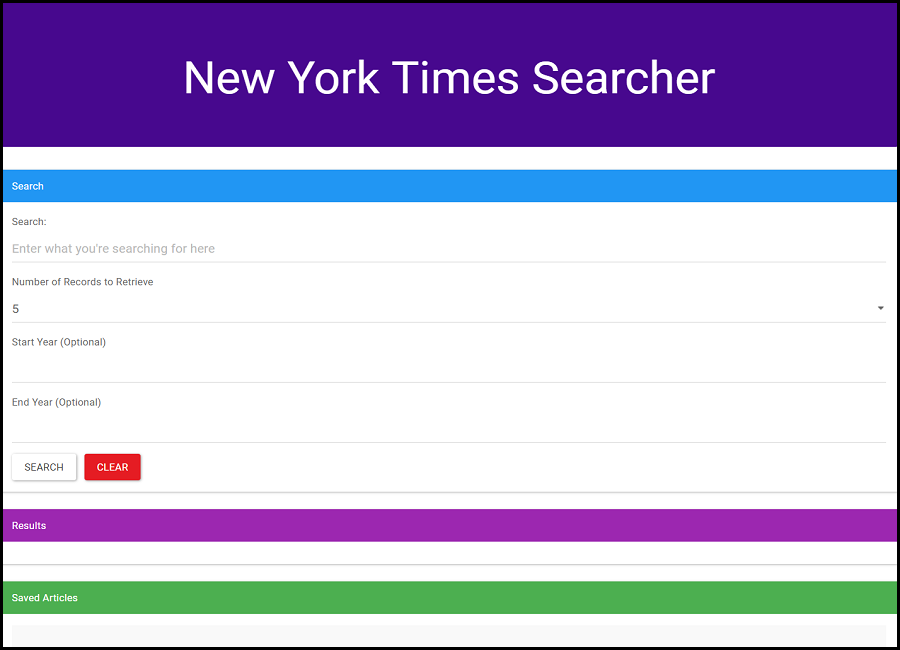 New York Times Searcher
Search
Search:
Enter what you're searching for here
Number of Records to Retrieve
5
Start Year (Optional)
End Year (Optional)
SEARCH CLEAR
Results
Saved Articles